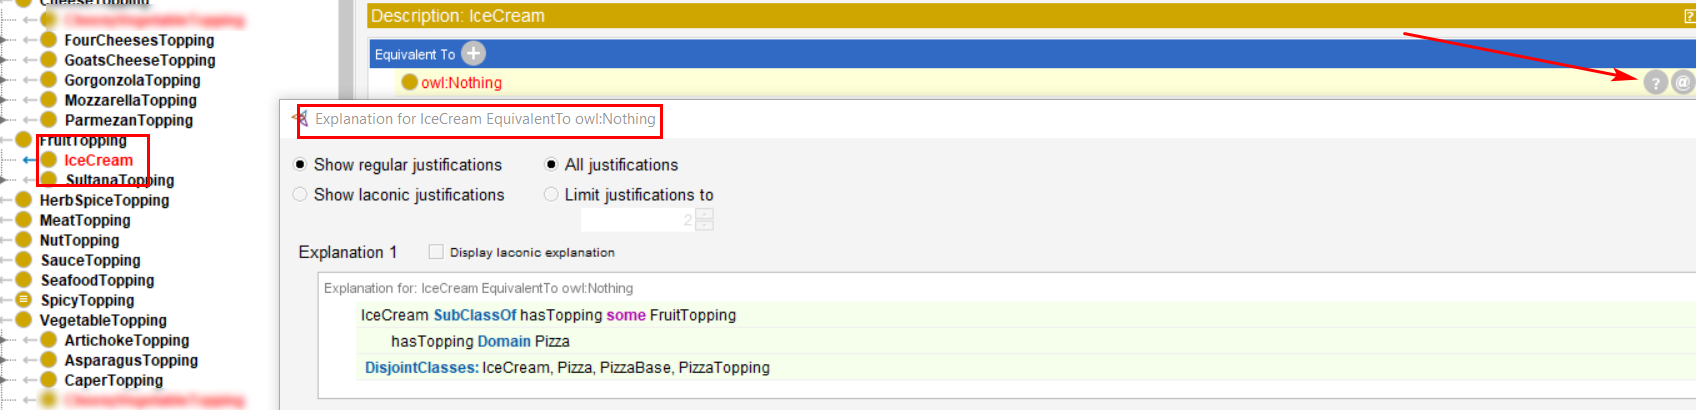 CheeseTopping
FourCheesesTopping
GoatsCheeseTopping
GorgonzolaTopping
MozzarellaTopping
ParmezanTopping
FruitTopping
IceCream
SultanaTopping
HerbSpiceTopping
MeatTopping
NutTopping
SauceTopping
SeafoodTopping
SpicyTopping
VegetableTopping
ArtichokeTopping
AsparagusTopping
CaperTopping
Description: IceCream
?
Equivalent To +
owl:Nothing
? @
Explanation for IceCream EquivalentTo owl:Nothing
Show regular justifications All justifications
Show laconic justifications Limit justifications to
2
Explanation 1 Display laconic explanation
Explanation for: IceCream EquivalentTo owl:Nothing
IceCream SubClassOf hasTopping some FruitTopping
hasTopping Domain Pizza
DisjointClasses: IceCream, Pizza, PizzaBase, PizzaTopping